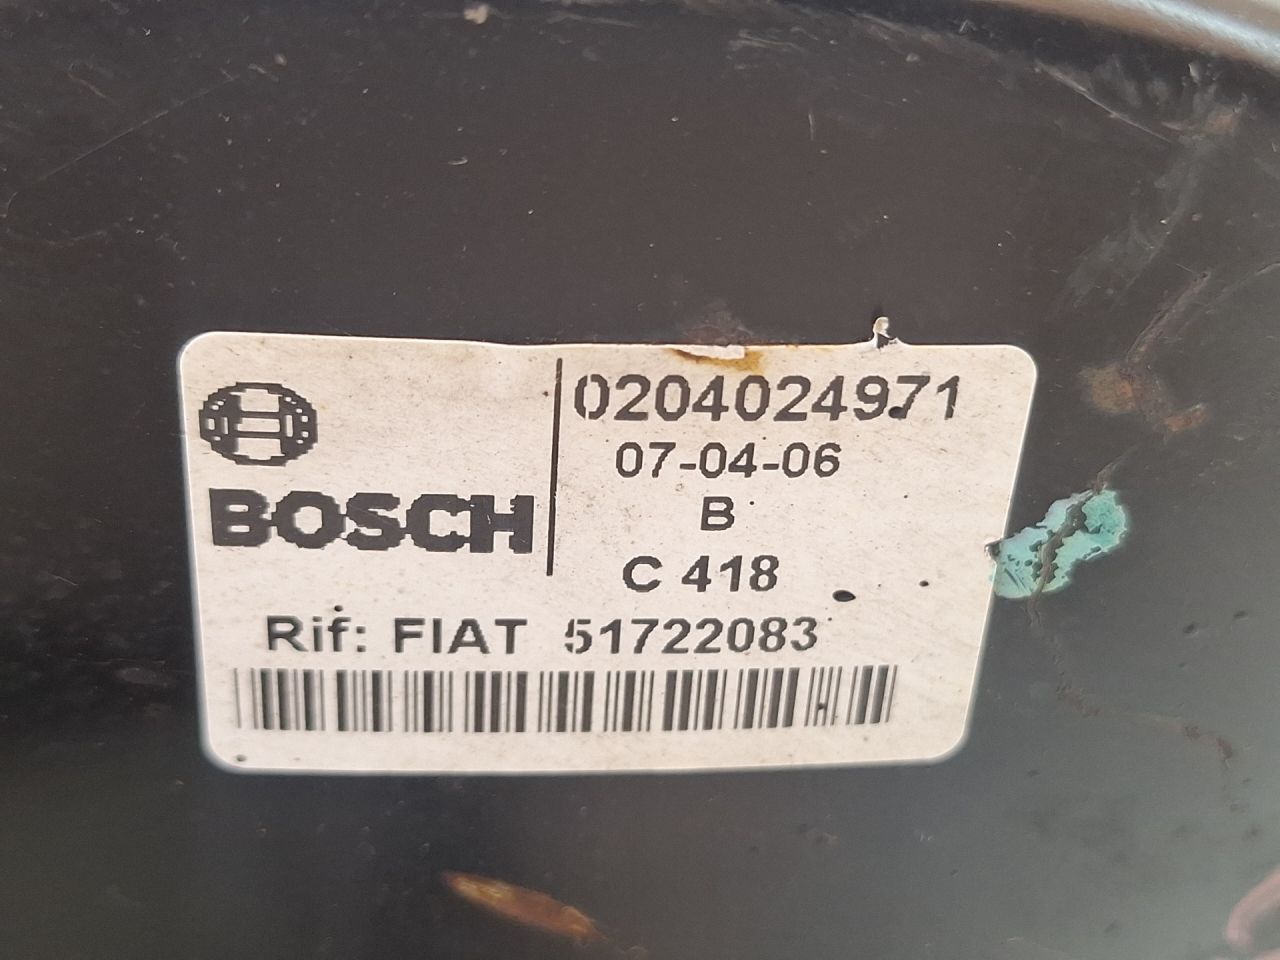 BOSCH
0204024971
07-04-06
B
C 418
Rif: FIAT 51722083